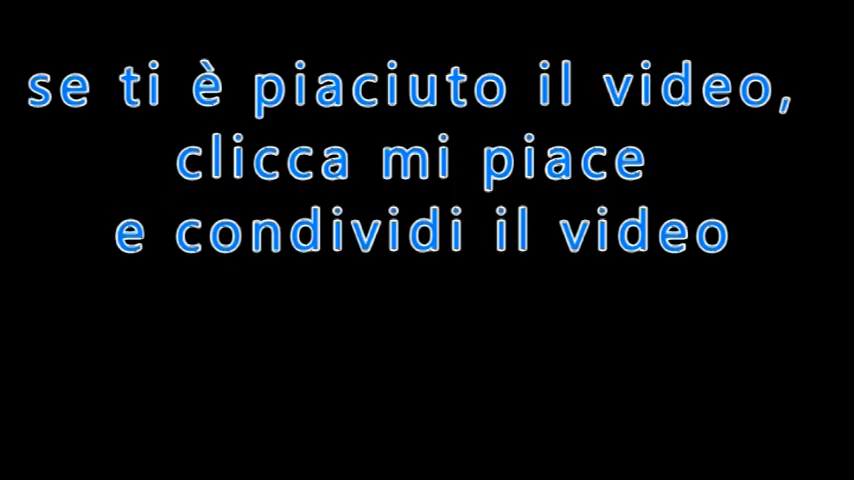 se ti è piaciuto il video,
clicca mi piace
e condividi il video